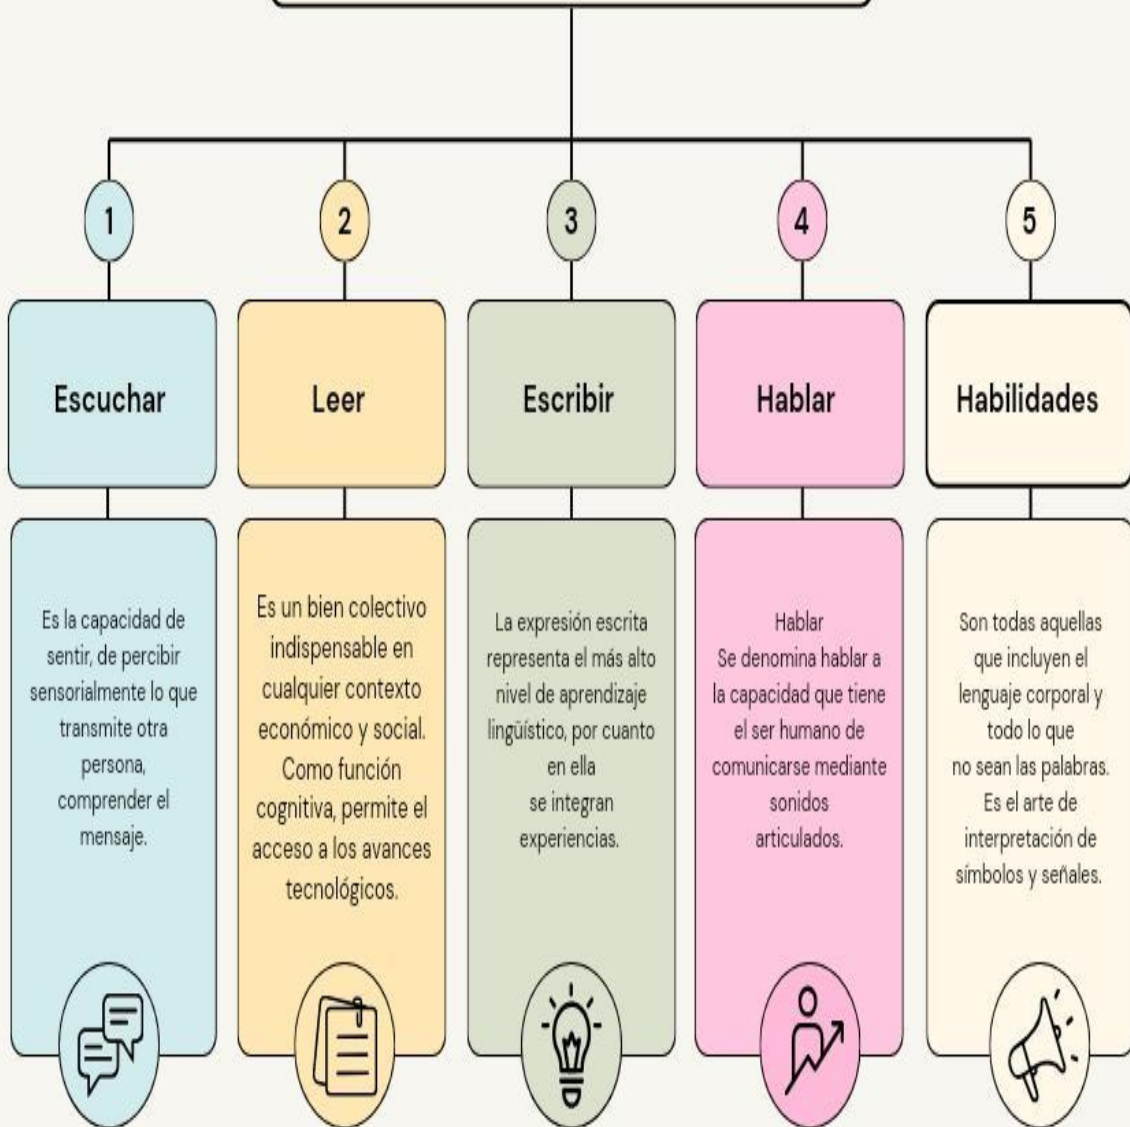 1
2
3
4
5
Escuchar
Leer
Escribir
Hablar
Habilidades
Es la capacidad de
sentir, de percibir
sensorialmente lo que
transmite otra
persona,
comprender el
mensaje.
Es un bien colectivo
indispensable en
cualquier contexto
económico y social.
Como función
cognitiva, permite el
acceso a los avances
tecnológicos.
La expresión escrita
representa el más alto
nivel de aprendizaje
lingüístico, por cuanto
en ella
se integran
experiencias.
Hablar
Se denomina hablar a
la capacidad que tiene
el ser humano de
comunicarse mediante
sonidos
articulados.
Son todas aquellas
que incluyen el
lenguaje corporal y
todo lo que
no sean las palabras.
Es el arte de
interpretación de
símbolos y señales.